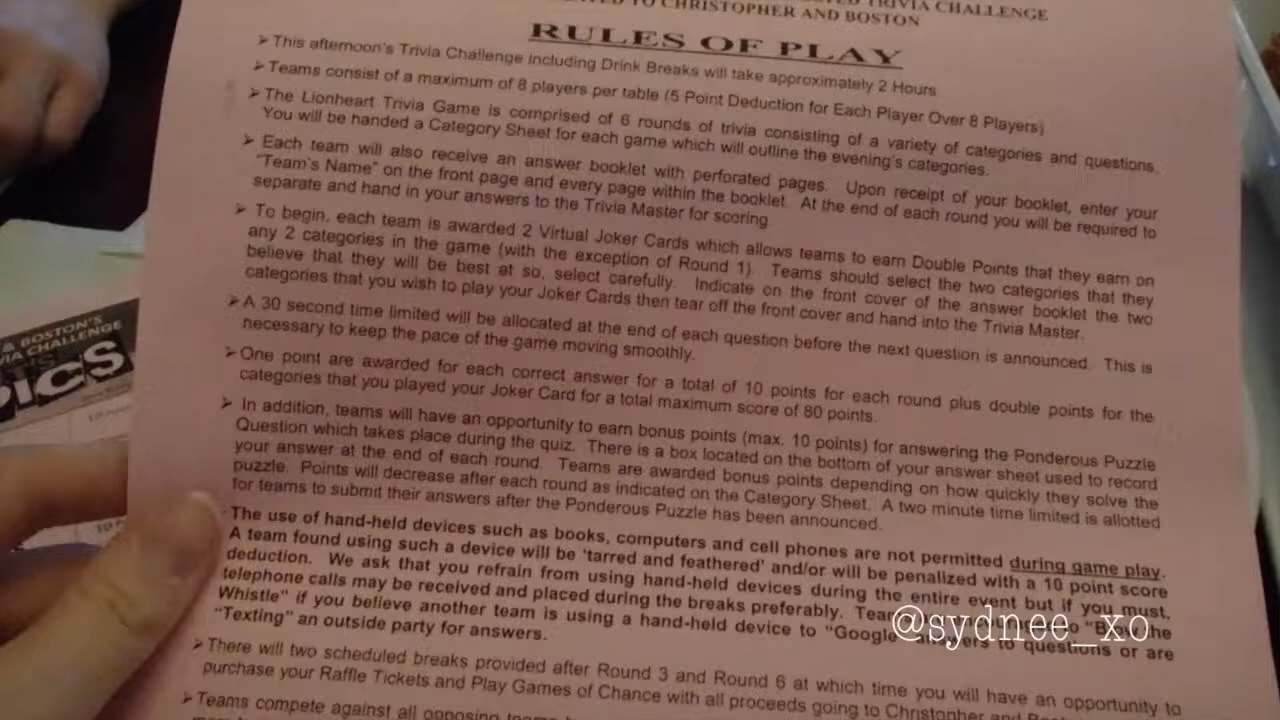 TRIVIA CHALLENGE
TO CHRISTOPHER AND BOSTON
RULES OF PLAY
➢ This afternoon's Trivia Challenge including Drink Breaks will take approximately 2 Hours
➢ Teams consist of a maximum of 8 players per table (5 Point Deduction for Each Player Over 8 Players)
➢ The Lionheart Trivia Game is comprised of 6 rounds of trivia consisting of a variety of categories and questions.
You will be handed a Category Sheet for each game which will outline the evening's categories.
➢ Each team will also receive an answer booklet with perforated pages. Upon receipt of your booklet, enter your
"Team's Name" on the front page and every page within the booklet. At the end of each round you will be required to
separate and hand in your answers to the Trivia Master for scoring
➢ To begin, each team is awarded 2 Virtual Joker Cards which allows teams to earn Double Points that they earn on
any 2 categories in the game (with the exception of Round 1). Teams should select the two categories that they
believe that they will be best at so, select carefully. Indicate on the front cover of the answer booklet the two
categories that you wish to play your Joker Cards then tear off the front cover and hand into the Trivia Master.
➢ A 30 second time limited will be allocated at the end of each question before the next question is announced. This is
necessary to keep the pace of the game moving smoothly.
➢ One point are awarded for each correct answer for a total of 10 points for each round plus double points for the
categories that you played your Joker Card for a total maximum score of 80 points.
➢ In addition, teams will have an opportunity to earn bonus points (max. 10 points) for answering the Ponderous Puzzle
Question which takes place during the quiz. There is a box located on the bottom of your answer sheet used to record
your answer at the end of each round. Teams are awarded bonus points depending on how quickly they solve the
puzzle. Points will decrease after each round as indicated on the Category Sheet. A two minute time limited is allotted
for teams to submit their answers after the Ponderous Puzzle has been announced.
The use of hand-held devices such as books, computers and cell phones are not permitted during game play.
A team found using such a device will be 'tarred and feathered' and/or will be penalized with a 10 point score
deduction. We ask that you refrain from using hand-held devices during the entire event but if you must,
telephone calls may be received and placed during the breaks preferably. the
Whistle" if you believe another team is using a hand-held device to "Google answers to questions or are
"Texting" an outside party for answers.
➢ There will two scheduled breaks provided after Round 3 and Round 6 at which time you will have an opportunity to
purchase your Raffle Tickets and Play Games of Chance with all proceeds going to Christopher and
➢ Teams compete against all opposing
@sydnee_xo
& BOSTON'S
CHALLENGE